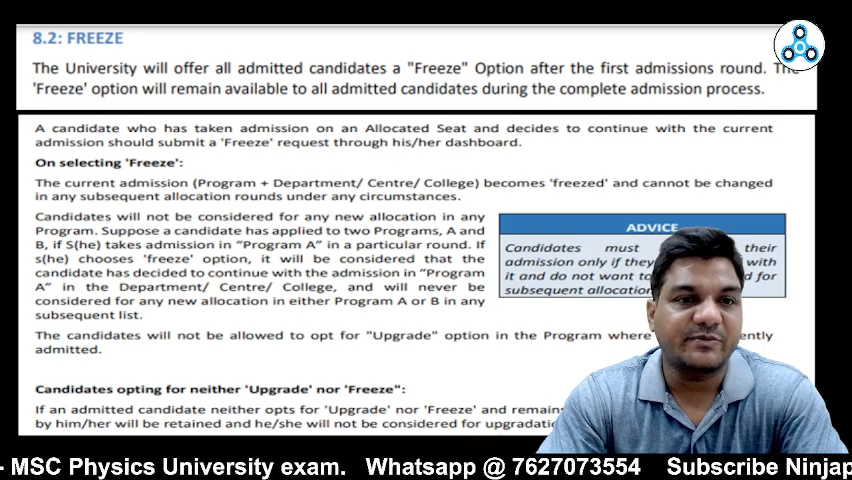 8.2: FREEZE
The University will offer all admitted candidates a "Freeze" Option after the first admissions round. The
'Freeze' option will remain available to all admitted candidates during the complete admission process.
A candidate who has taken admission on an Allocated Seat and decides to continue with the current
admission should submit a 'Freeze' request through his/her dashboard.
On selecting 'Freeze':
The current admission (Program + Department/ Centre/ College) becomes 'freezed' and cannot be changed
in any subsequent allocation rounds under any circumstances.
Candidates will not be considered for any new allocation in any
Program. Suppose a candidate has applied to two Programs, A and
B, if S(he) takes admission in "Program A" in a particular round. If
s(he) chooses 'freeze' option, it will be considered that the
candidate has decided to continue with the admission in "Program
A" in the Department/ Centre/ College, and will never be
considered for any new allocation in either Program A or B in any
subsequent list.
ADVICE
Candidates must their
admission only if they with
it and do not want to for
subsequent allocation
The candidates will not be allowed to opt for "Upgrade" option in the Program where
admitted.
Candidates opting for neither 'Upgrade' nor 'Freeze":
If an admitted candidate neither opts for 'Upgrade' nor 'Freeze' and
by him/her will be retained and he/she will not be considered for
- MSC Physics University exam. Whatsapp @ 7627073554 Subscribe